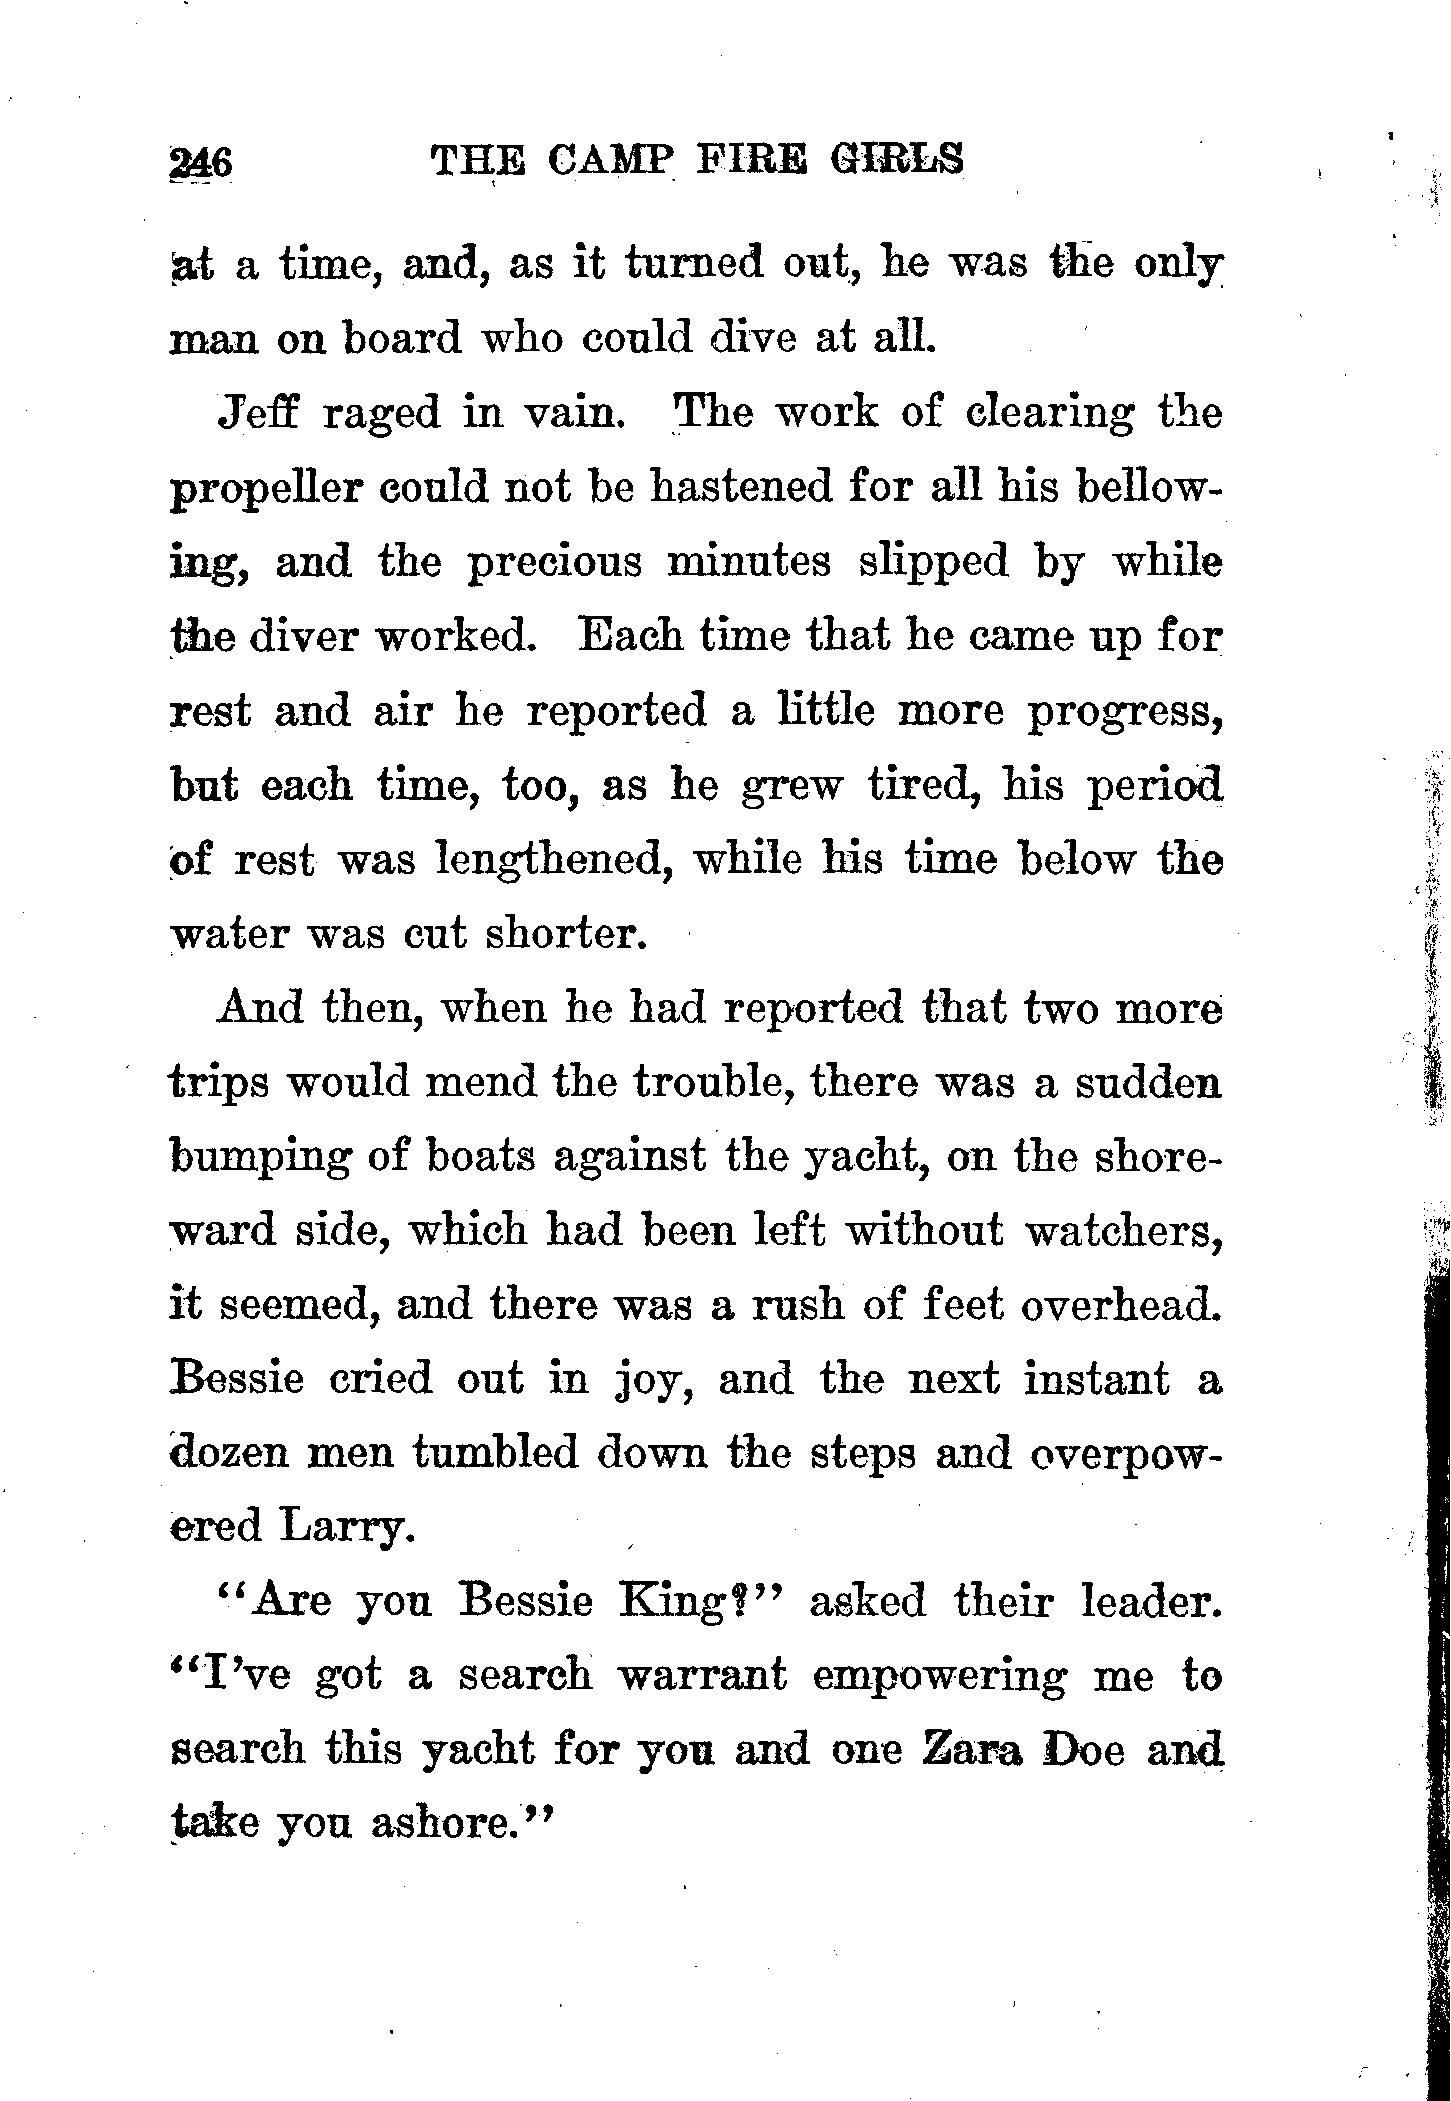 246 THE CAMP FIRE GIRLS
at a time, and, as it turned out, he was the only
man on board who could dive at all.
Jeff raged in vain. The work of clearing the
propeller could not be hastened for all his bellow-
ing, and the precious minutes slipped by while
the diver worked. Each time that he came up for
rest and air he reported a little more progress,
but each time, too, as he grew tired, his period
of rest was lengthened, while his time below the
water was cut shorter.
And then, when he had reported that two more
trips would mend the trouble, there was a sudden
bumping of boats against the yacht, on the shore-
ward side, which had been left without watchers,
it seemed, and there was a rush of feet overhead.
Bessie cried out in joy, and the next instant a
dozen men tumbled down the steps and overpow-
ered Larry.
"Are you Bessie King?" asked their leader.
"I've got a search warrant empowering me to
search this yacht for you and one Zara Doe and
take you ashore."